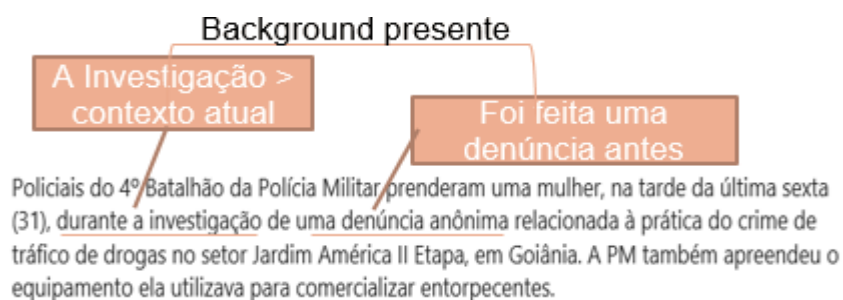 Background presente
A Investigação >
contexto atual
Foi feita uma
denúncia antes
Policiais do 4º Batalhão da Polícia Militar prenderam uma mulher, na tarde da última sexta
(31), durante a investigação de uma denúncia anônima relacionada à prática do crime de
tráfico de drogas no setor Jardim América II Etapa, em Goiânia. A PM também apreendeu o
equipamento ela utilizava para comercializar entorpecentes.